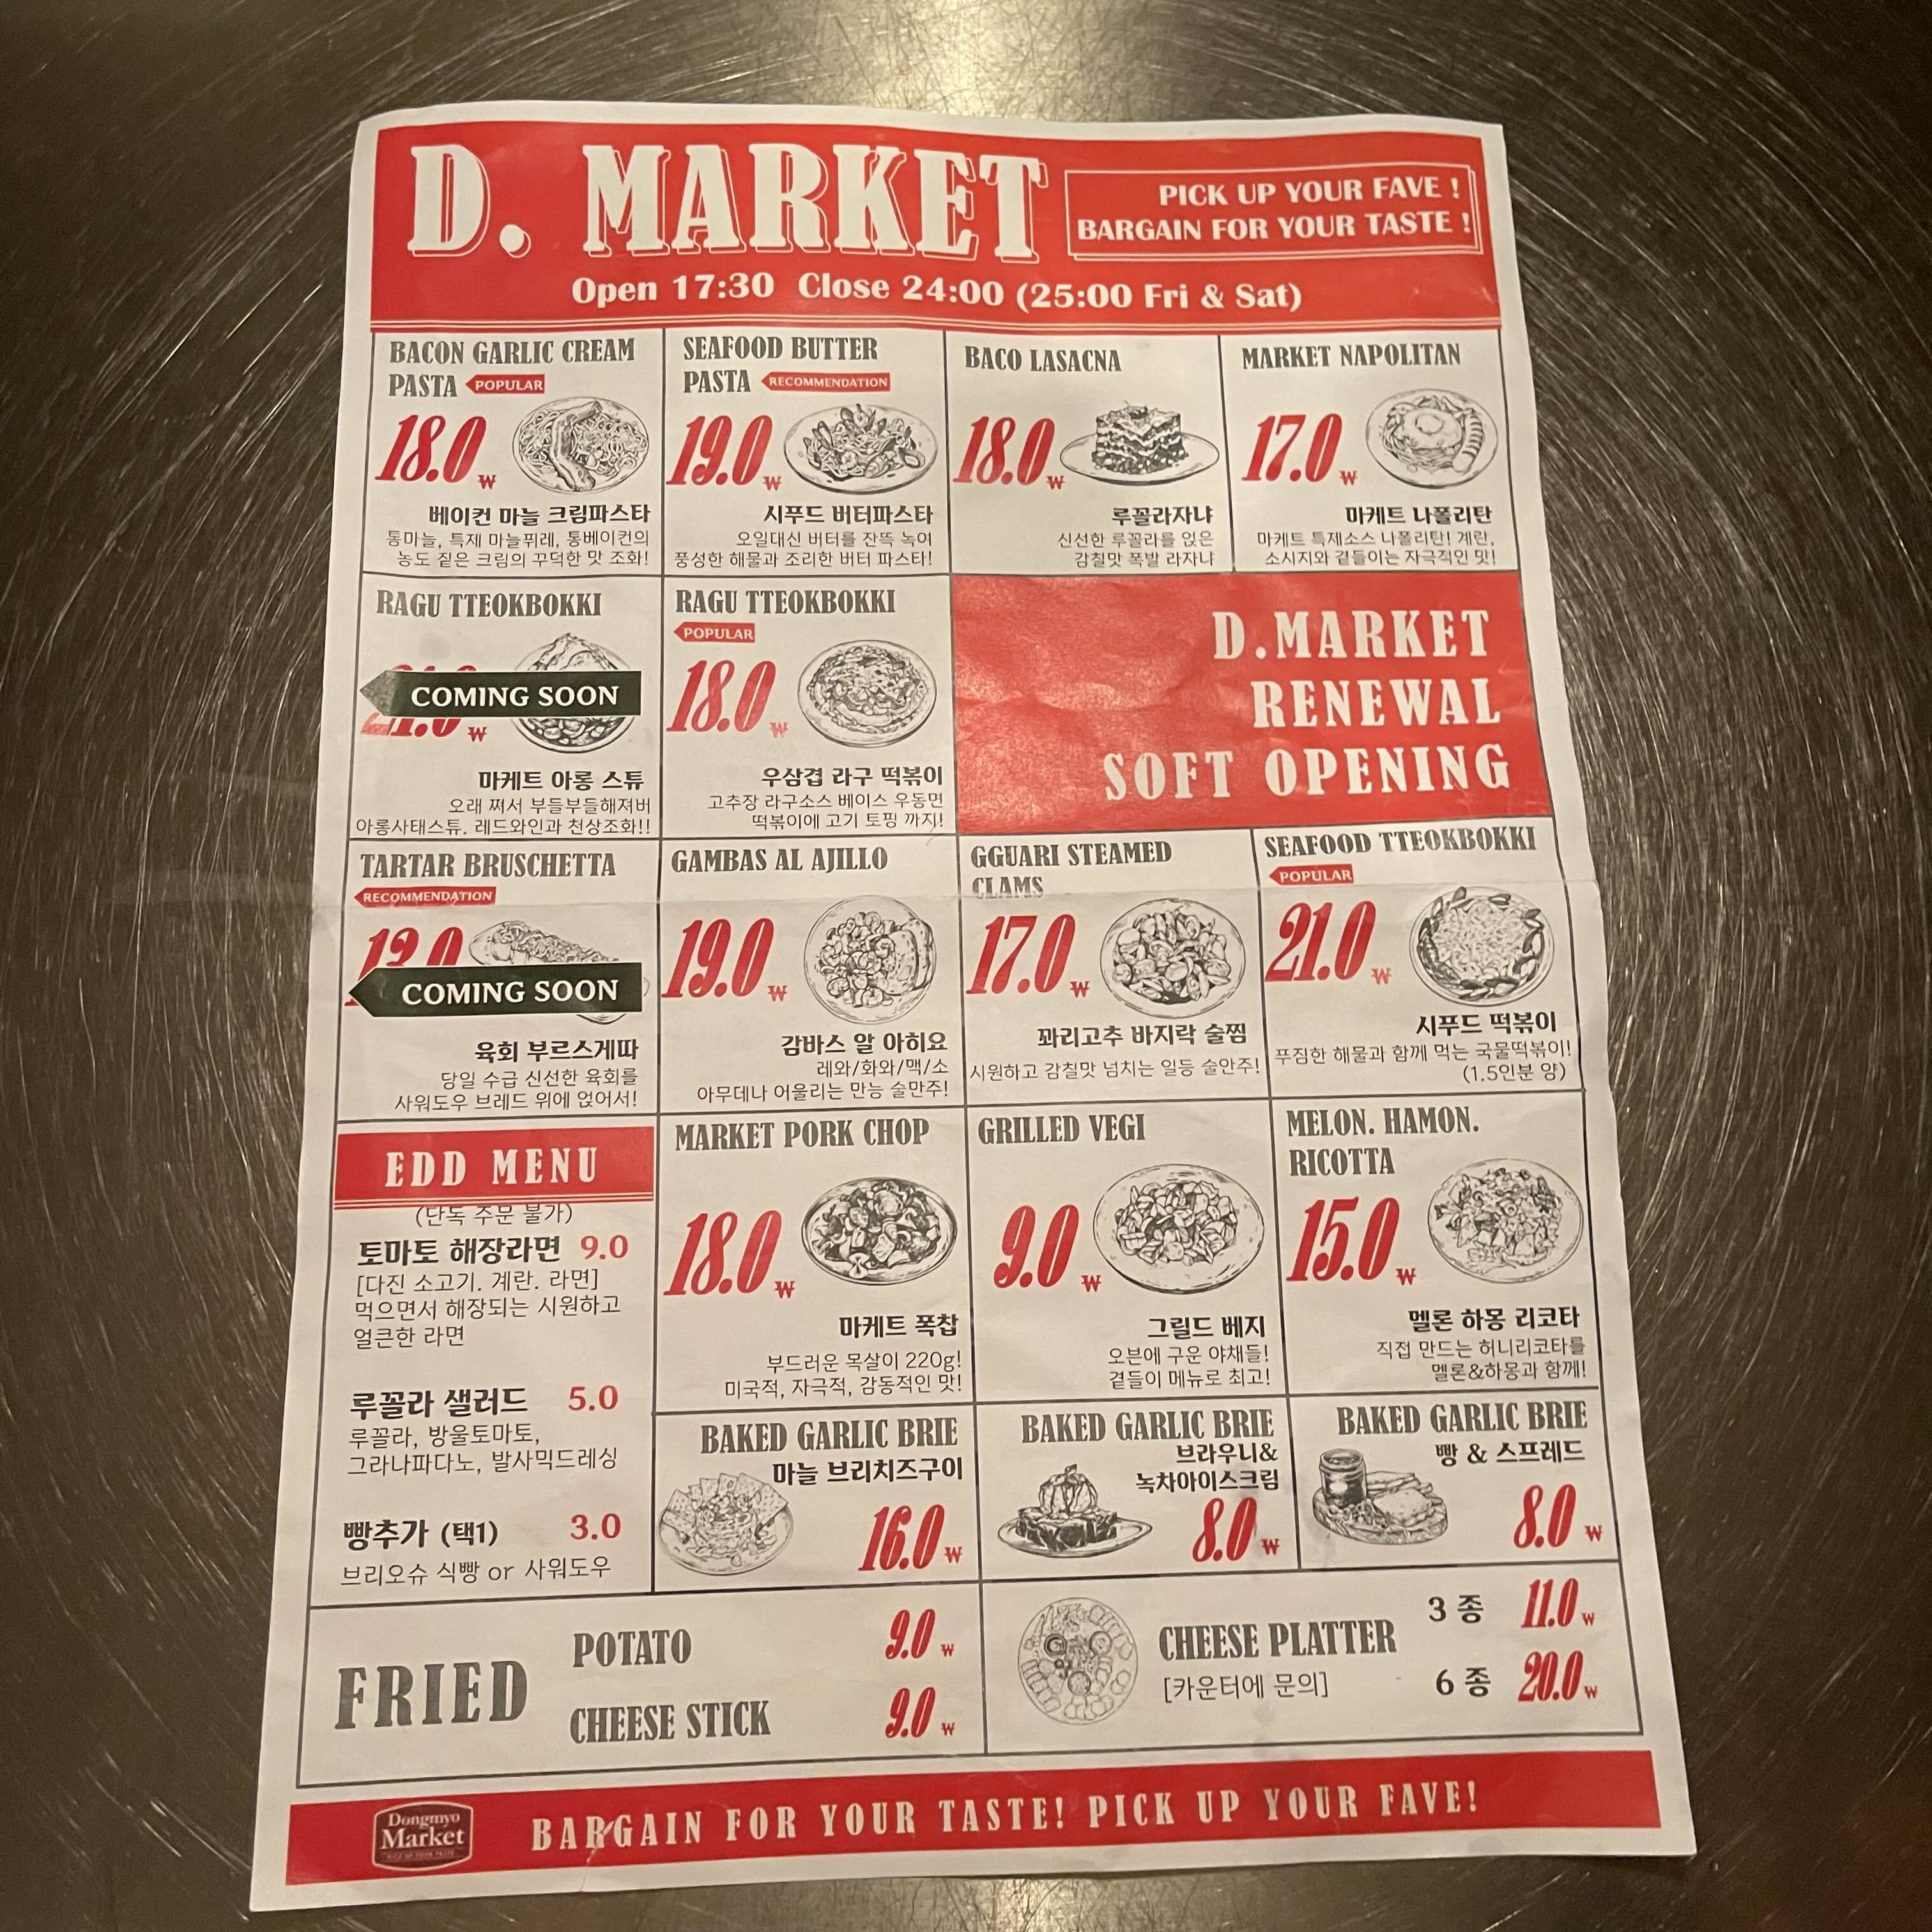 D. MARKET
PICK UP YOUR FAVE !
BARGAIN FOR YOUR TASTE !
Open 17:30 Close 24:00 (25:00 Fri & Sat)
BACON GARLIC CREAM
PASTA POPULAR
18.0 ₩
베이컨 마늘 크림파스타
통마늘, 특제 마늘퓌레, 통베이컨의
농도 짙은 크림의 꾸덕한 맛 조화!
SEAFOOD BUTTER
PASTA RECOMMENDATION
19.0 ₩
시푸드 버터파스타
오일대신 버터를 잔뜩 녹여
풍성한 해물과 조리한 버터 파스타!
BACO LASACNA
18.0 ₩
루꼴라자냐
신선한 루꼴라를 얹은
감칠맛 폭발 라자냐
MARKET NAPOLITAN
17.0 ₩
마케트 나폴리탄
마케트 특제소스 나폴리탄! 계란,
소시지와 곁들이는 자극적인 맛!
RAGU TTEOKBOKKI
COMING SOON
21.0 ₩
마케트 아롱 스튜
오래 쪄서 부들부들해져버
아롱사태스튜. 레드와인과 천상조화!!
RAGU TTEOKBOKKI
POPULAR
18.0 ₩
우삼겹 라구 떡볶이
고추장 라구소스 베이스 우동면
떡볶이에 고기 토핑 까지!
D.MARKET
RENEWAL
SOFT OPENING
TARTAR BRUSCHETTA
RECOMMENDATION
COMING SOON
육회 부르스게따
당일 수급 신선한 육회를
사워도우 브레드 위에 얹어서!
GAMBAS AL AJILLO
19.0 ₩
감바스 알 아히요
레와/화와/맥/소
아무데나 어울리는 만능 술만주!
GGUARI STEAMED
CLAMS
17.0 ₩
꽈리고추 바지락 술찜
시원하고 감칠맛 넘치는 일등 술안주!
SEAFOOD TTEOKBOKKI
POPULAR
21.0 ₩
시푸드 떡볶이
푸짐한 해물과 함께 먹는 국물떡볶이!
(1.5인분 양)
EDD MENU
(단독 주문 불가)
토마토 해장라면 9.0
[다진 소고기. 계란. 라면]
먹으면서 해장되는 시원하고
얼큰한 라면
루꼴라 샐러드 5.0
루꼴라, 방울토마토,
그라나파다노, 발사믹드레싱
빵추가 (택1) 3.0
브리오슈 식빵 or 사워도우
MARKET PORK CHOP
18.0 ₩
마케트 폭찹
부드러운 목살이 220g!
미국적, 자극적, 감동적인 맛!
GRILLED VEGI
9.0 ₩
그릴드 베지
오븐에 구운 야채들!
곁들이 메뉴로 최고!
MELON. HAMON.
RICOTTA
15.0 ₩
멜론 하몽 리코타
직접 만드는 허니리코타를
멜론&하몽과 함께!
BAKED GARLIC BRIE
마늘 브리치즈구이
16.0 ₩
BAKED GARLIC BRIE
브라우니&
녹차아이스크림
8.0 ₩
BAKED GARLIC BRIE
빵 & 스프레드
8.0 ₩
FRIED
POTATO 9.0 ₩
CHEESE STICK 9.0 ₩
CHEESE PLATTER
[카운터에 문의]
3 종 11.0 ₩
6 종 20.0 ₩
Dongmyo
Market
BARGAIN FOR YOUR TASTE! PICK UP YOUR FAVE!